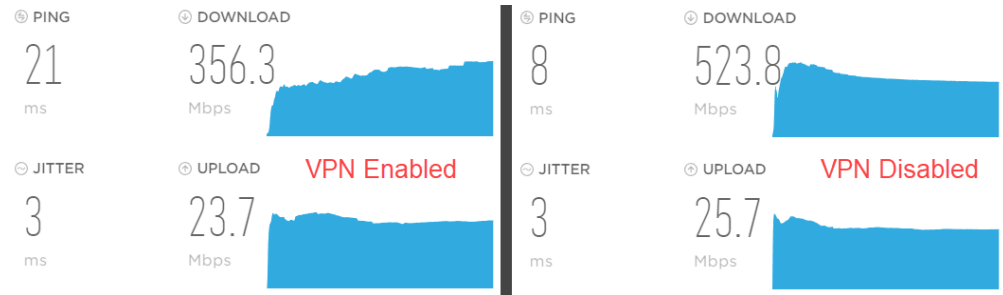 PING
DOWNLOAD
21
356.3
ms
Mbps
JITTER
UPLOAD
VPN Enabled
3
23.7
ms
Mbps
PING
DOWNLOAD
8
523.8
ms
Mbps
JITTER
UPLOAD
VPN Disabled
3
25.7
ms
Mbps